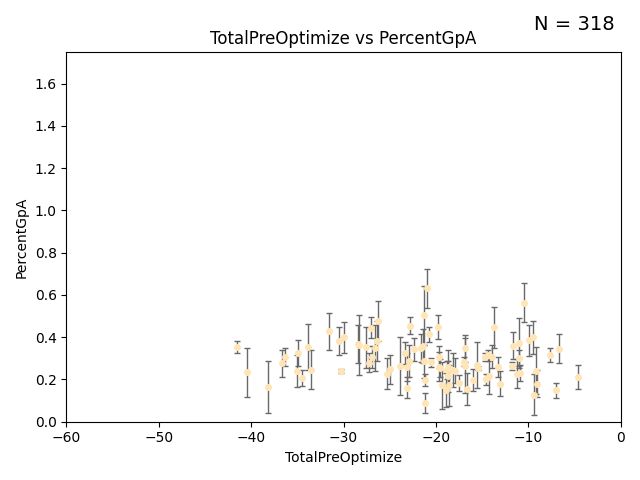 N = 318
TotalPreOptimize vs PercentGpA
PercentGpA
1.6
1.4
1.2
1.0
0.8
0.6
0.4
0.2
0.0
−60 −50 −40 −30 −20 −10 0
TotalPreOptimize